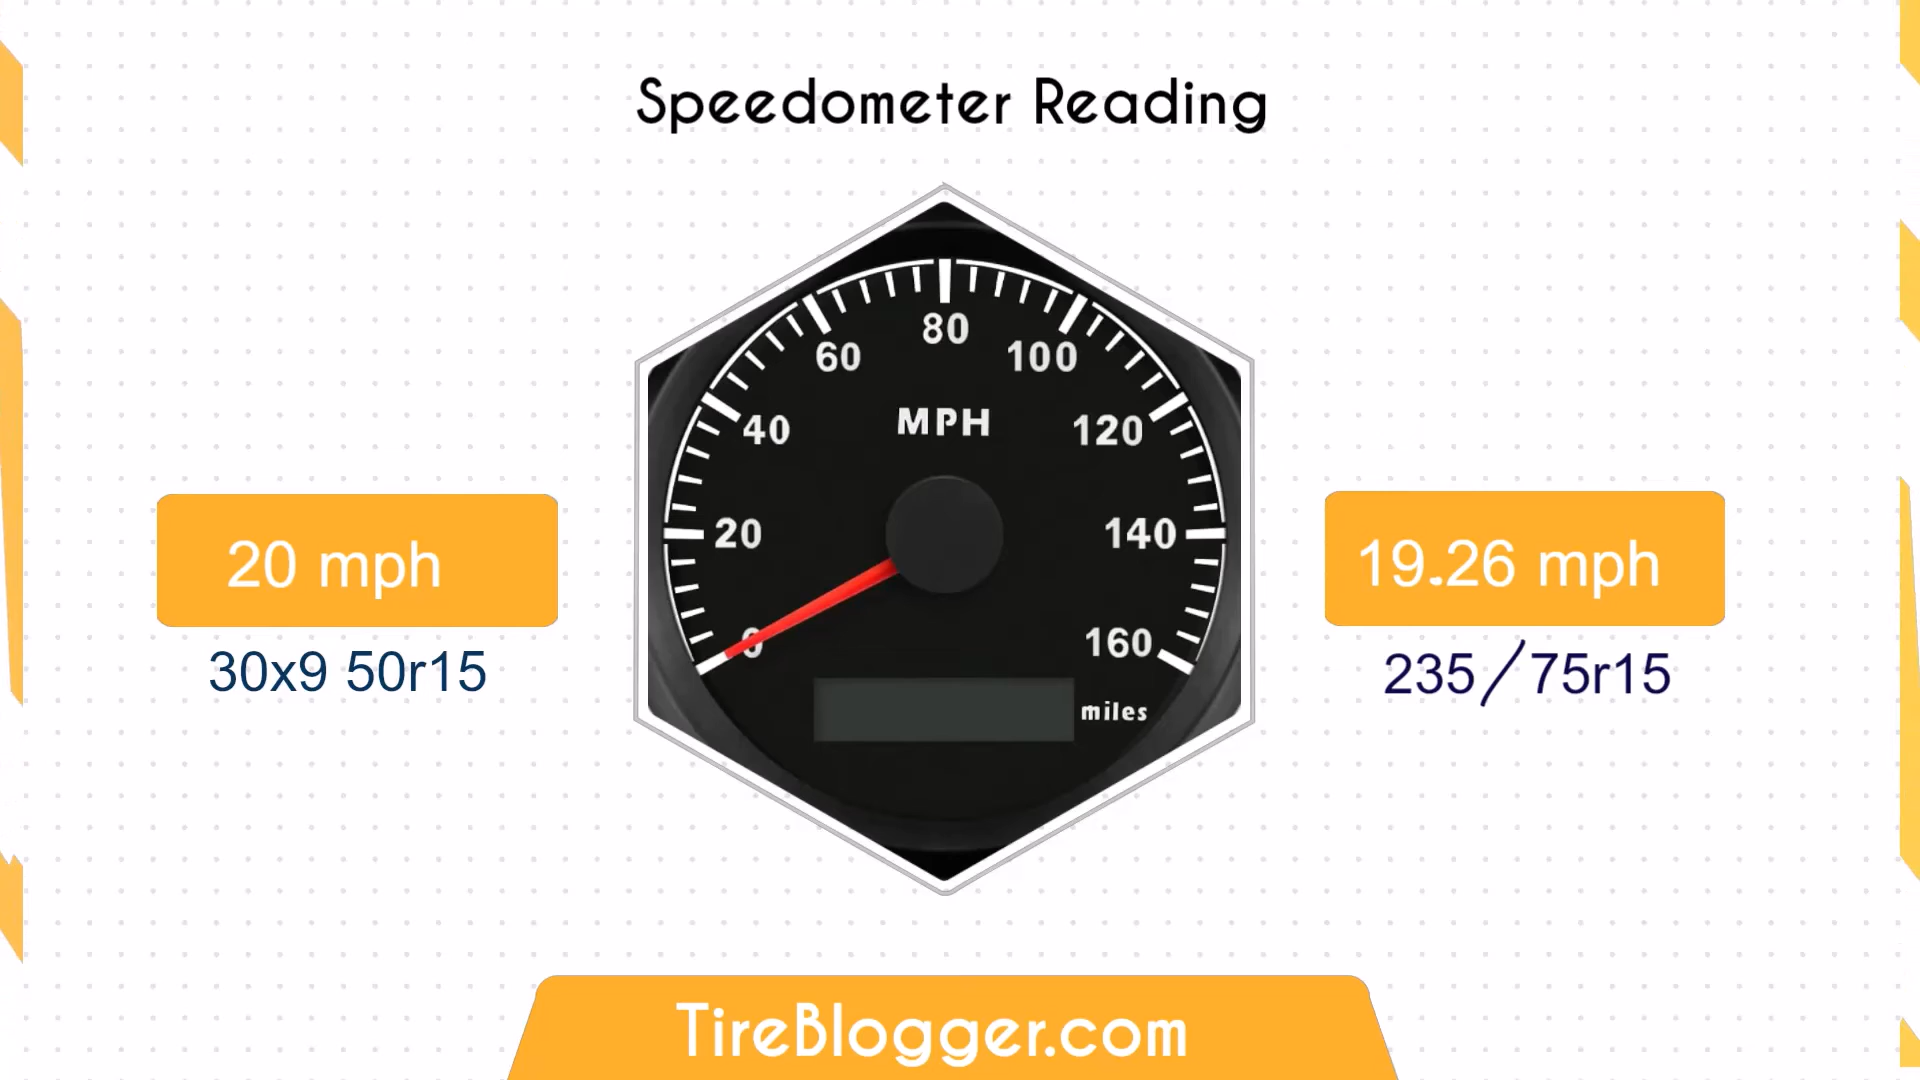 Speedometer Reading
80
60
100
MPH
40
120
20
140
20 mph
19.26 mph
0
160
30x9 50r15
235/75r15
miles
TireBlogger.com